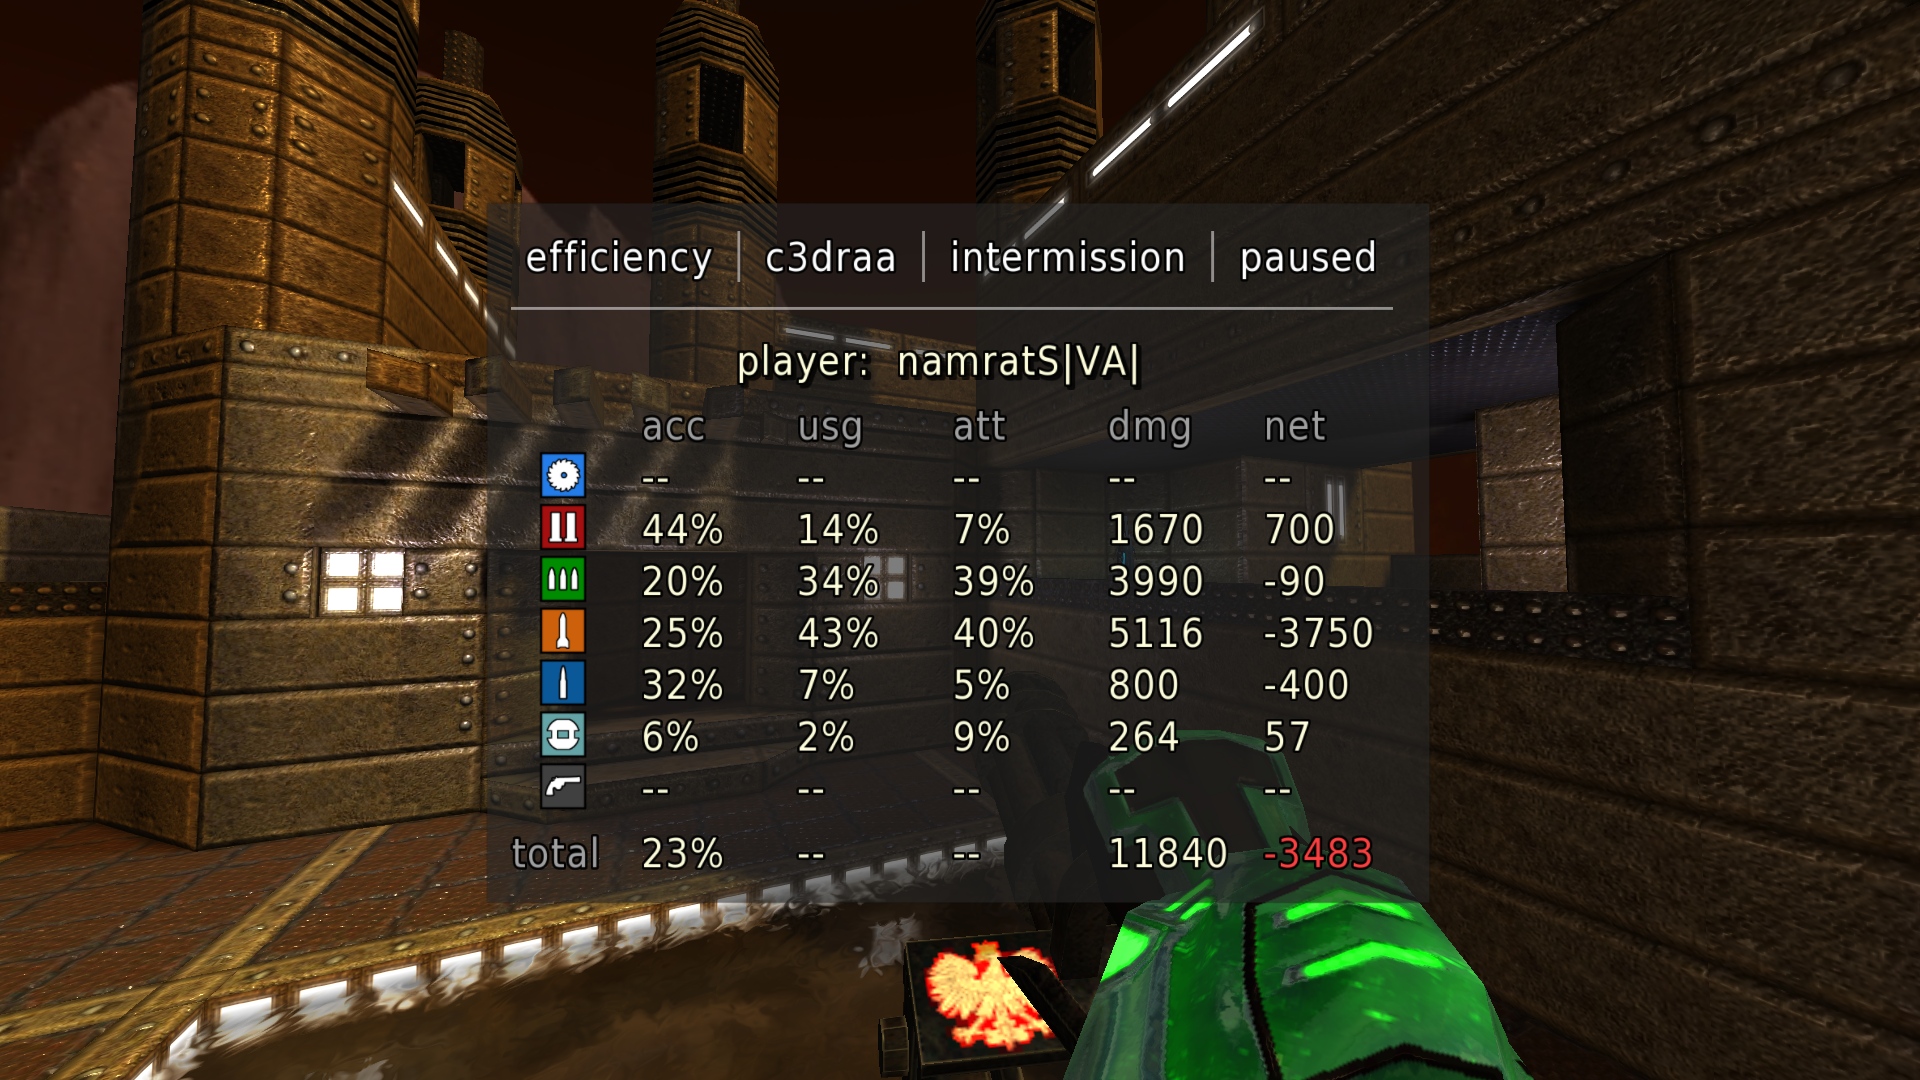 efficiency | c3draa | intermission | paused
player: namratS|VA|
acc usg att dmg net
-- -- -- -- --
44% 14% 7% 1670 700
20% 34% 39% 3990 -90
25% 43% 40% 5116 -3750
32% 7% 5% 800 -400
6% 2% 9% 264 57
-- -- -- -- --
total 23% -- -- 11840 -3483